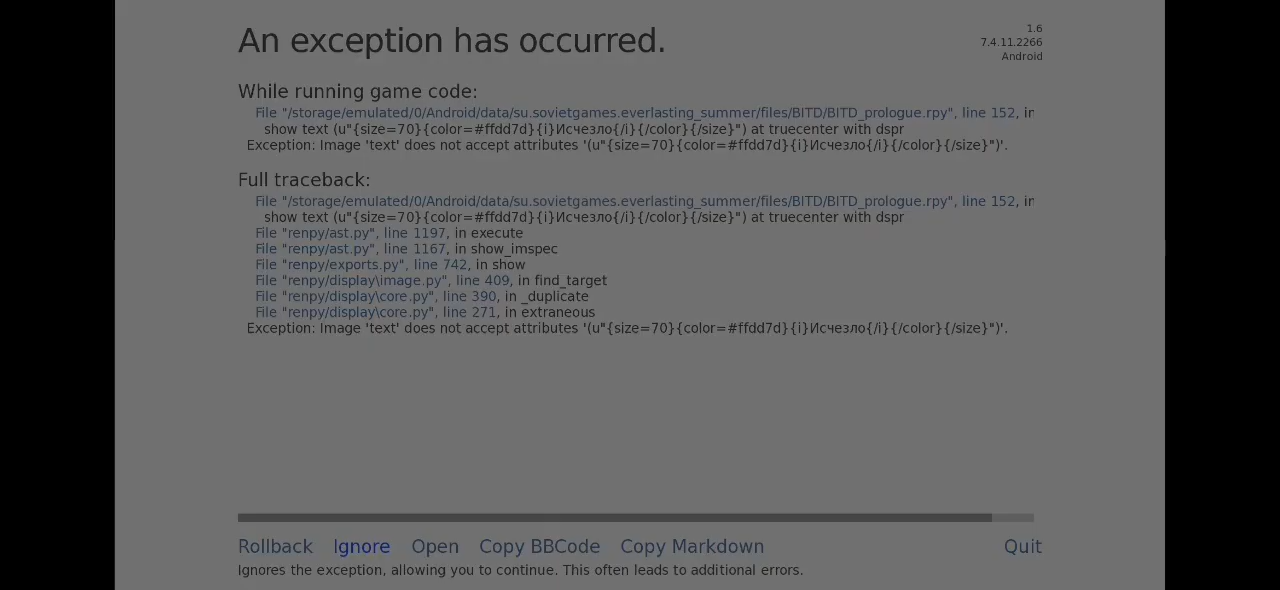 An exception has occurred.
1.6
7.4.11.2266
Android
While running game code:
File "/storage/emulated/0/Android/data/su.sovietgames.everlasting_summer/files/BITD/BITD_prologue.rpy", line 152, in
show text (u"{size=70}{color=#ffdd7d}{i}Исчезло{/i}{/color}{/size}") at truecenter with dspr
Exception: Image 'text' does not accept attributes '(u"{size=70}{color=#ffdd7d}{i}Исчезло{/i}{/color}{/size}")'.
Full traceback:
File "/storage/emulated/0/Android/data/su.sovietgames.everlasting_summer/files/BITD/BITD_prologue.rpy", line 152, in
show text (u"{size=70}{color=#ffdd7d}{i}Исчезло{/i}{/color}{/size}") at truecenter with dspr
File "renpy/ast.py", line 1197, in execute
File "renpy/ast.py", line 1167, in show_imspec
File "renpy/exports.py", line 742, in show
File "renpy/display\image.py", line 409, in find_target
File "renpy/display\core.py", line 390, in _duplicate
File "renpy/display\core.py", line 271, in extraneous
Exception: Image 'text' does not accept attributes '(u"{size=70}{color=#ffdd7d}{i}Исчезло{/i}{/color}{/size}")'.
Rollback Ignore Open Copy BBCode Copy Markdown Quit
Ignores the exception, allowing you to continue. This often leads to additional errors.